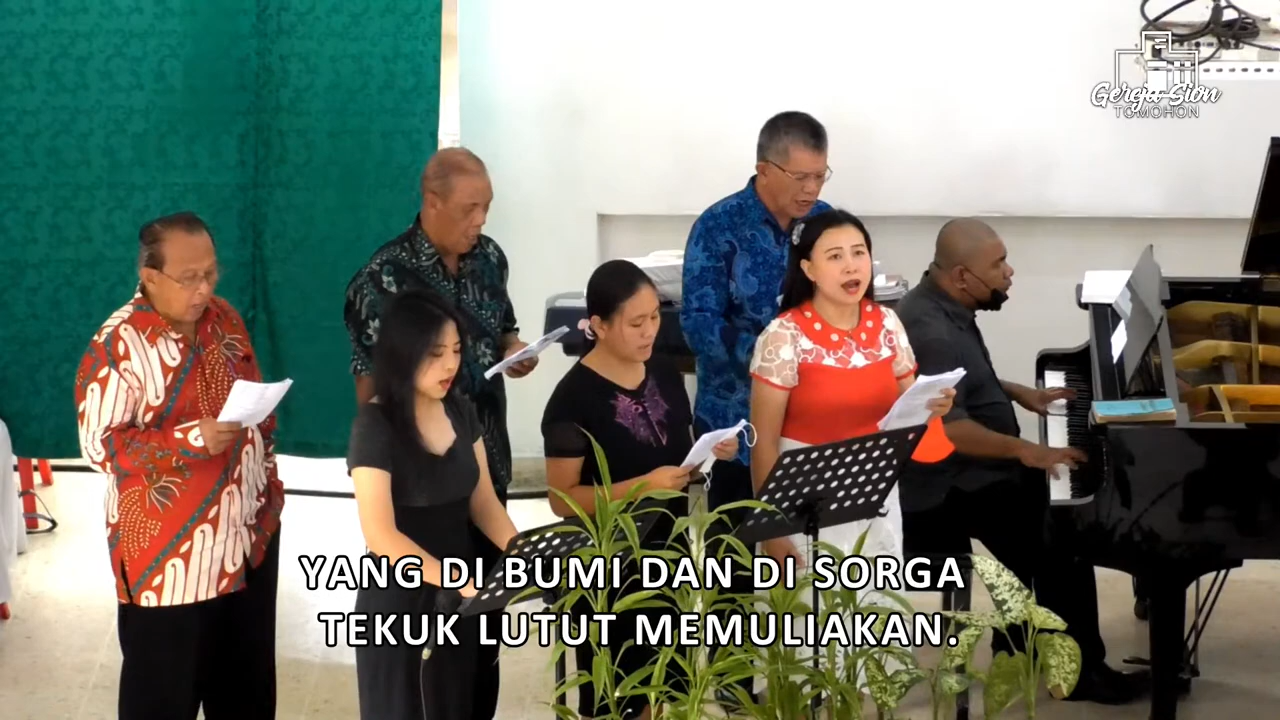 Gereja Sion
TOMOHON
YANG DI BUMI DAN DI SORGA
TEKUK LUTUT MEMULIAKAN.